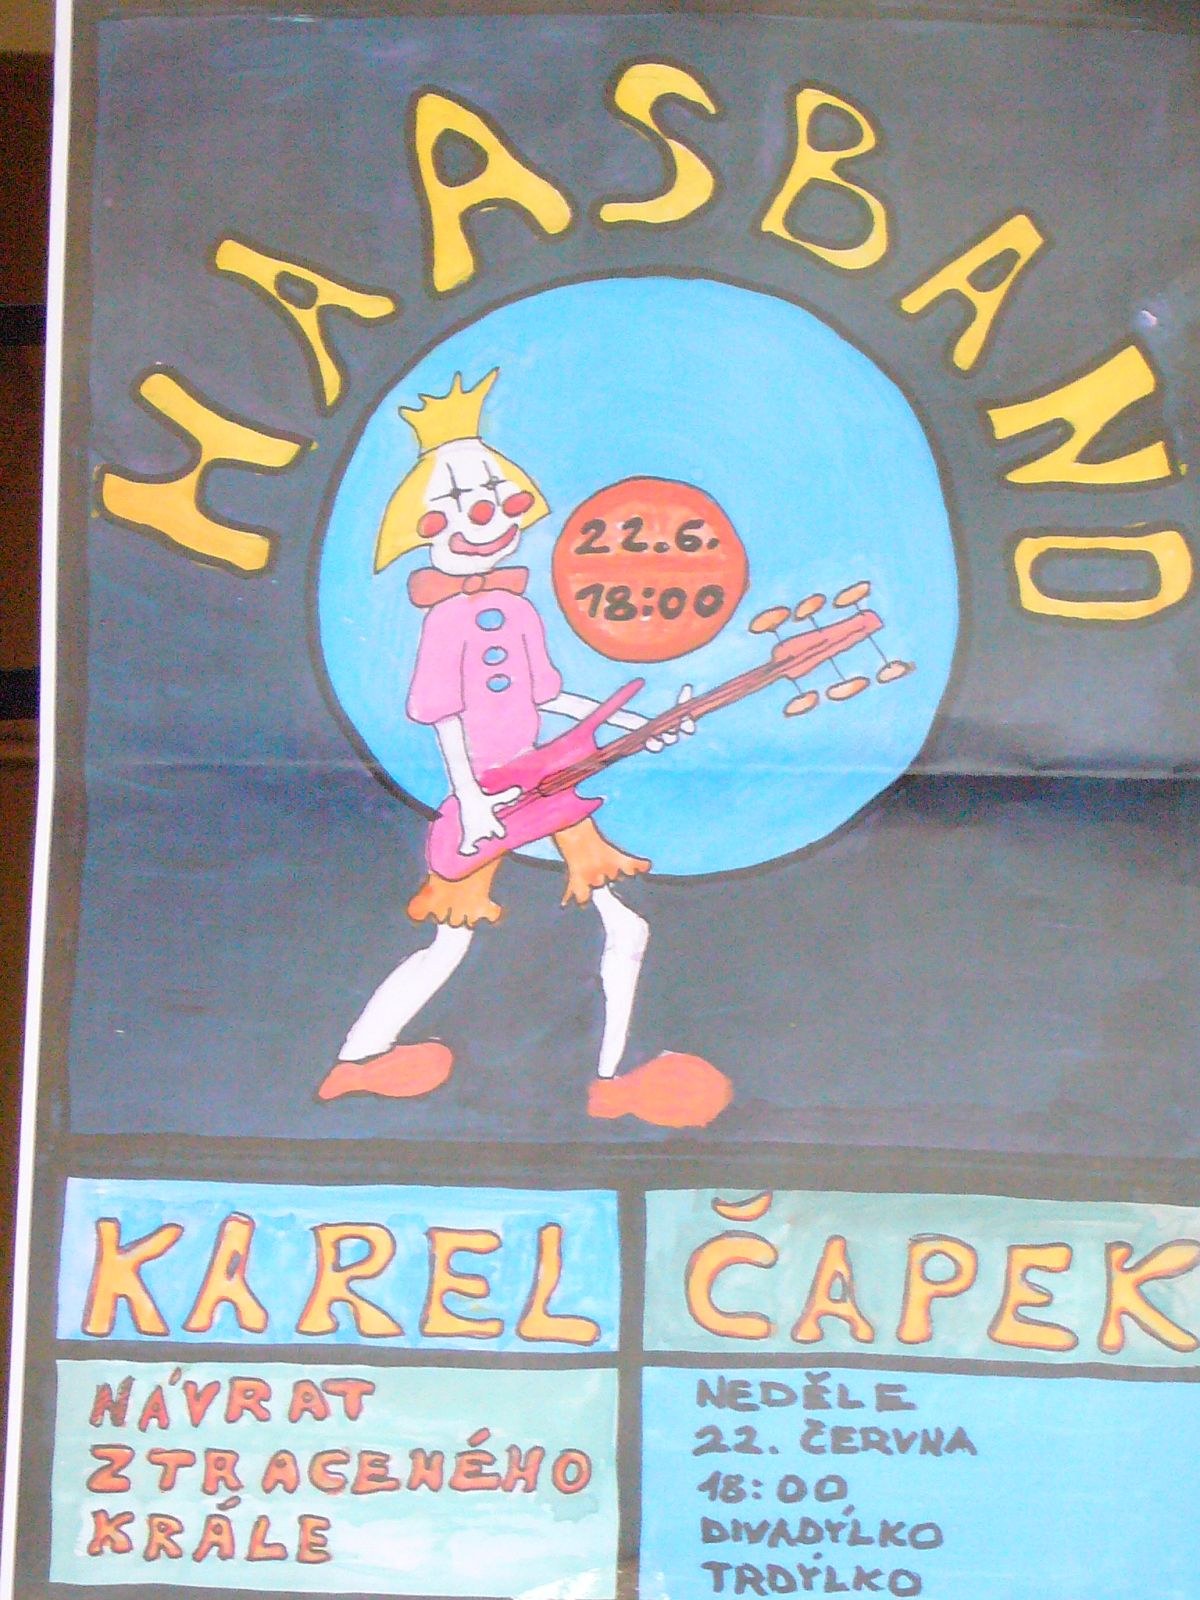 HAASBAND
22.6.
18:00
KAREL ČAPEK
NÁVRAT
ZTRACENÉHO
KRÁLE
NEDĚLE
22. ČERVNA
18:00
DIVADÝLKO
TRDÝLKO